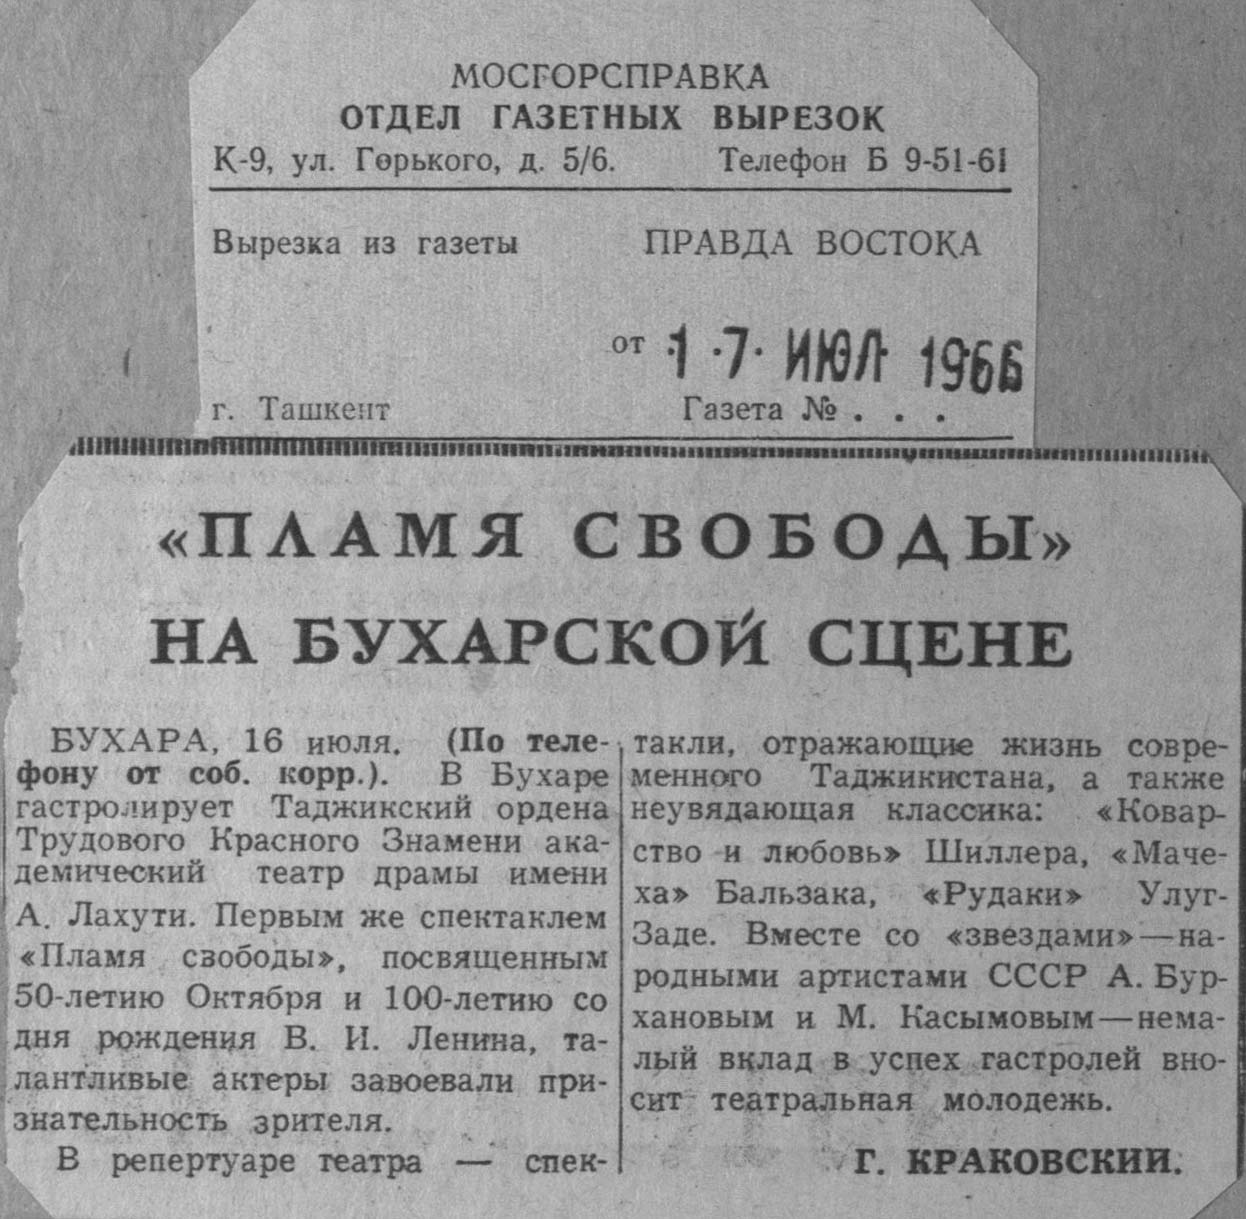 МОСГОРСПРАВКА
ОТДЕЛ ГАЗЕТНЫХ ВЫРЕЗОК
К-9, ул. Горького, д. 5/6. Телефон Б 9-51-61
Вырезка из газеты ПРАВДА ВОСТОКА
от 1 · 7 · ИЮЛ 1966
г. Ташкент Газета № . . .
«ПЛАМЯ СВОБОДЫ»
НА БУХАРСКОЙ СЦЕНЕ
БУХАРА, 16 июля. (По теле-
фону от соб. корр.). В Бухаре
гастролирует Таджикский ордена
Трудового Красного Знамени ака-
демический театр драмы имени
А. Лахути. Первым же спектаклем
«Пламя свободы», посвященным
50-летию Октября и 100-летию со
дня рождения В. И. Ленина, та-
лантливые актеры завоевали при-
знательность зрителя.
В репертуаре театра — спек-
такли, отражающие жизнь совре-
менного Таджикистана, а также
неувядающая классика: «Ковар-
ство и любовь» Шиллера, «Маче-
ха» Бальзака, «Рудаки» Улуг-
Заде. Вместе со «звездами»—на-
родными артистами СССР А. Бур-
хановым и М. Касымовым—нема-
лый вклад в успех гастролей вно-
сит театральная молодежь.
Г. КРАКОВСКИЙ.